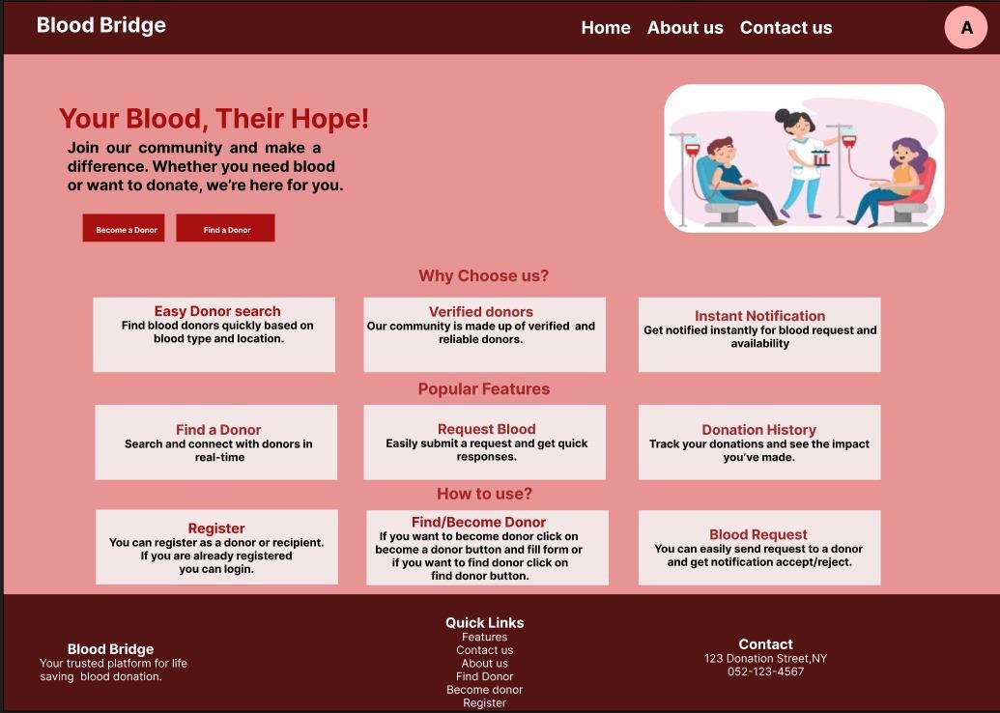 Blood Bridge
Home About us Contact us
A
Your Blood, Their Hope!
Join our community and make a
difference. Whether you need blood
or want to donate, we’re here for you.
Become a Donor
Find a Donor
Why Choose us?
Easy Donor search
Find blood donors quickly based on
blood type and location.
Verified donors
Our community is made up of verified and
reliable donors.
Instant Notification
Get notified instantly for blood request and
availability
Popular Features
Find a Donor
Search and connect with donors in
real-time
Request Blood
Easily submit a request and get quick
responses.
Donation History
Track your donations and see the impact
you’ve made.
How to use?
Register
You can register as a donor or recipient.
If you are already registered
you can login.
Find/Become Donor
If you want to become donor click on
become a donor button and fill form or
if you want to find donor click on
find donor button.
Blood Request
You can easily send request to a donor
and get notification accept/reject.
Blood Bridge
Your trusted platform for life
saving blood donation.
Quick Links
Features
Contact us
About us
Find Donor
Become donor
Register
Contact
123 Donation Street,NY
052-123-4567